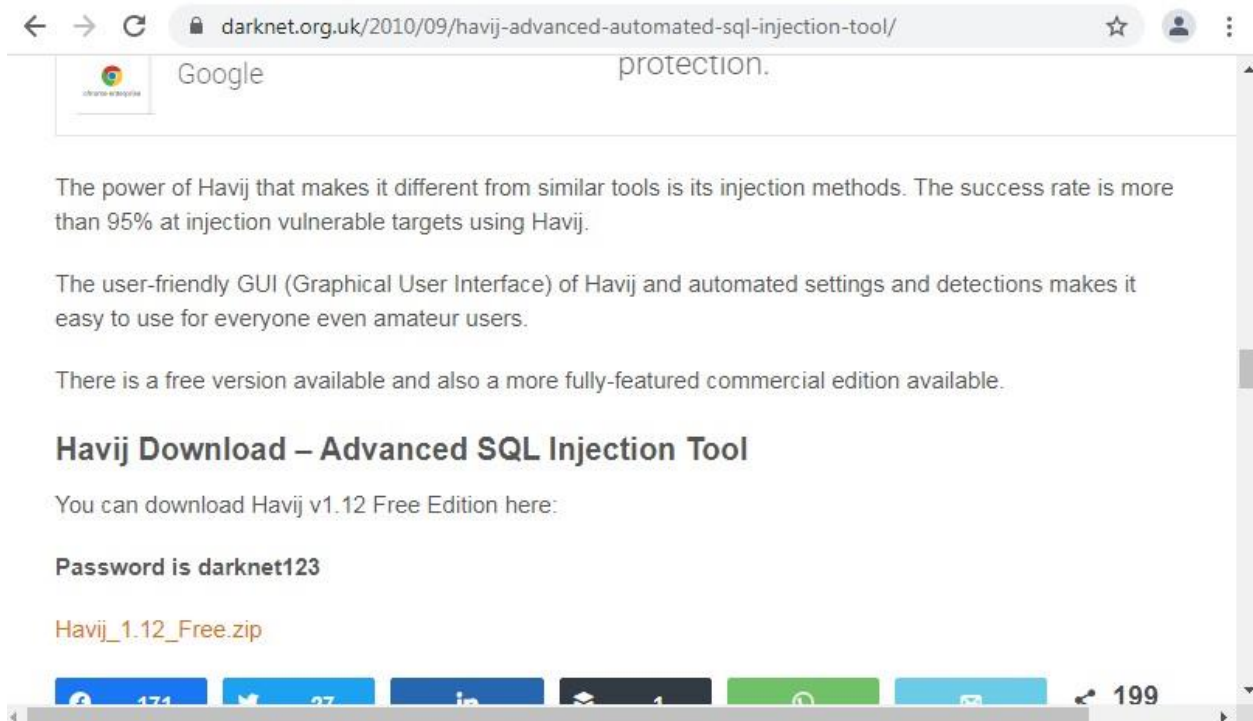 darknet.org.uk/2010/09/havij-advanced-automated-sql-injection-tool/
Google
protection.
chrome enterprise
The power of Havij that makes it different from similar tools is its injection methods. The success rate is more
than 95% at injection vulnerable targets using Havij.
The user-friendly GUI (Graphical User Interface) of Havij and automated settings and detections makes it
easy to use for everyone even amateur users.
There is a free version available and also a more fully-featured commercial edition available.
Havij Download – Advanced SQL Injection Tool
You can download Havij v1.12 Free Edition here:
Password is darknet123
Havij_1.12_Free.zip
171 27 in 1 199